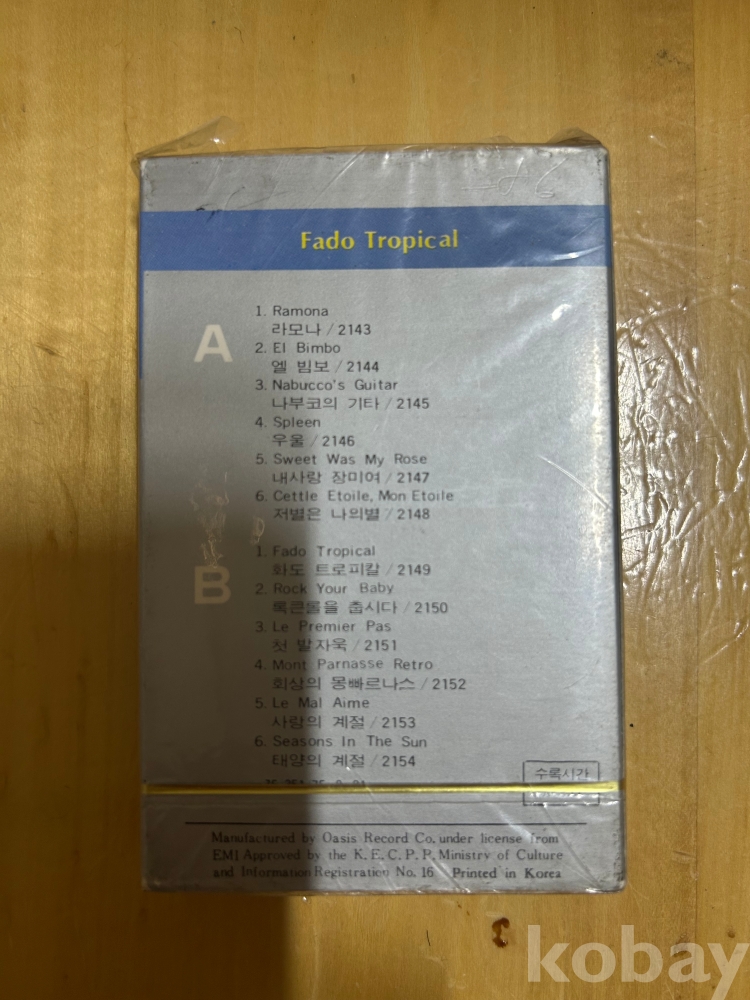 Fado Tropical
A
1. Ramona
라모나 / 2143
2. El Bimbo
엘 빔보 / 2144
3. Nabucco's Guitar
나부코의 기타 / 2145
4. Spleen
우울 / 2146
5. Sweet Was My Rose
내사랑 장미여 / 2147
6. Cettle Etoile, Mon Etoile
저별은 나의별 / 2148
B
1. Fado Tropical
화도 트로피칼 / 2149
2. Rock Your Baby
록큰롤을 춥시다 / 2150
3. Le Premier Pas
첫 발자욱 / 2151
4. Mont Parnasse Retro
회상의 몽빠르나스 / 2152
5. Le Mal Aime
사랑의 계절 / 2153
6. Seasons In The Sun
태양의 계절 / 2154
수록시간
Manufactured by Oasis Record Co. under license from
EMI Approved by the K. E. C. P. P. Ministry of Culture
and Information Registration No. 16 Printed in Korea
kobay